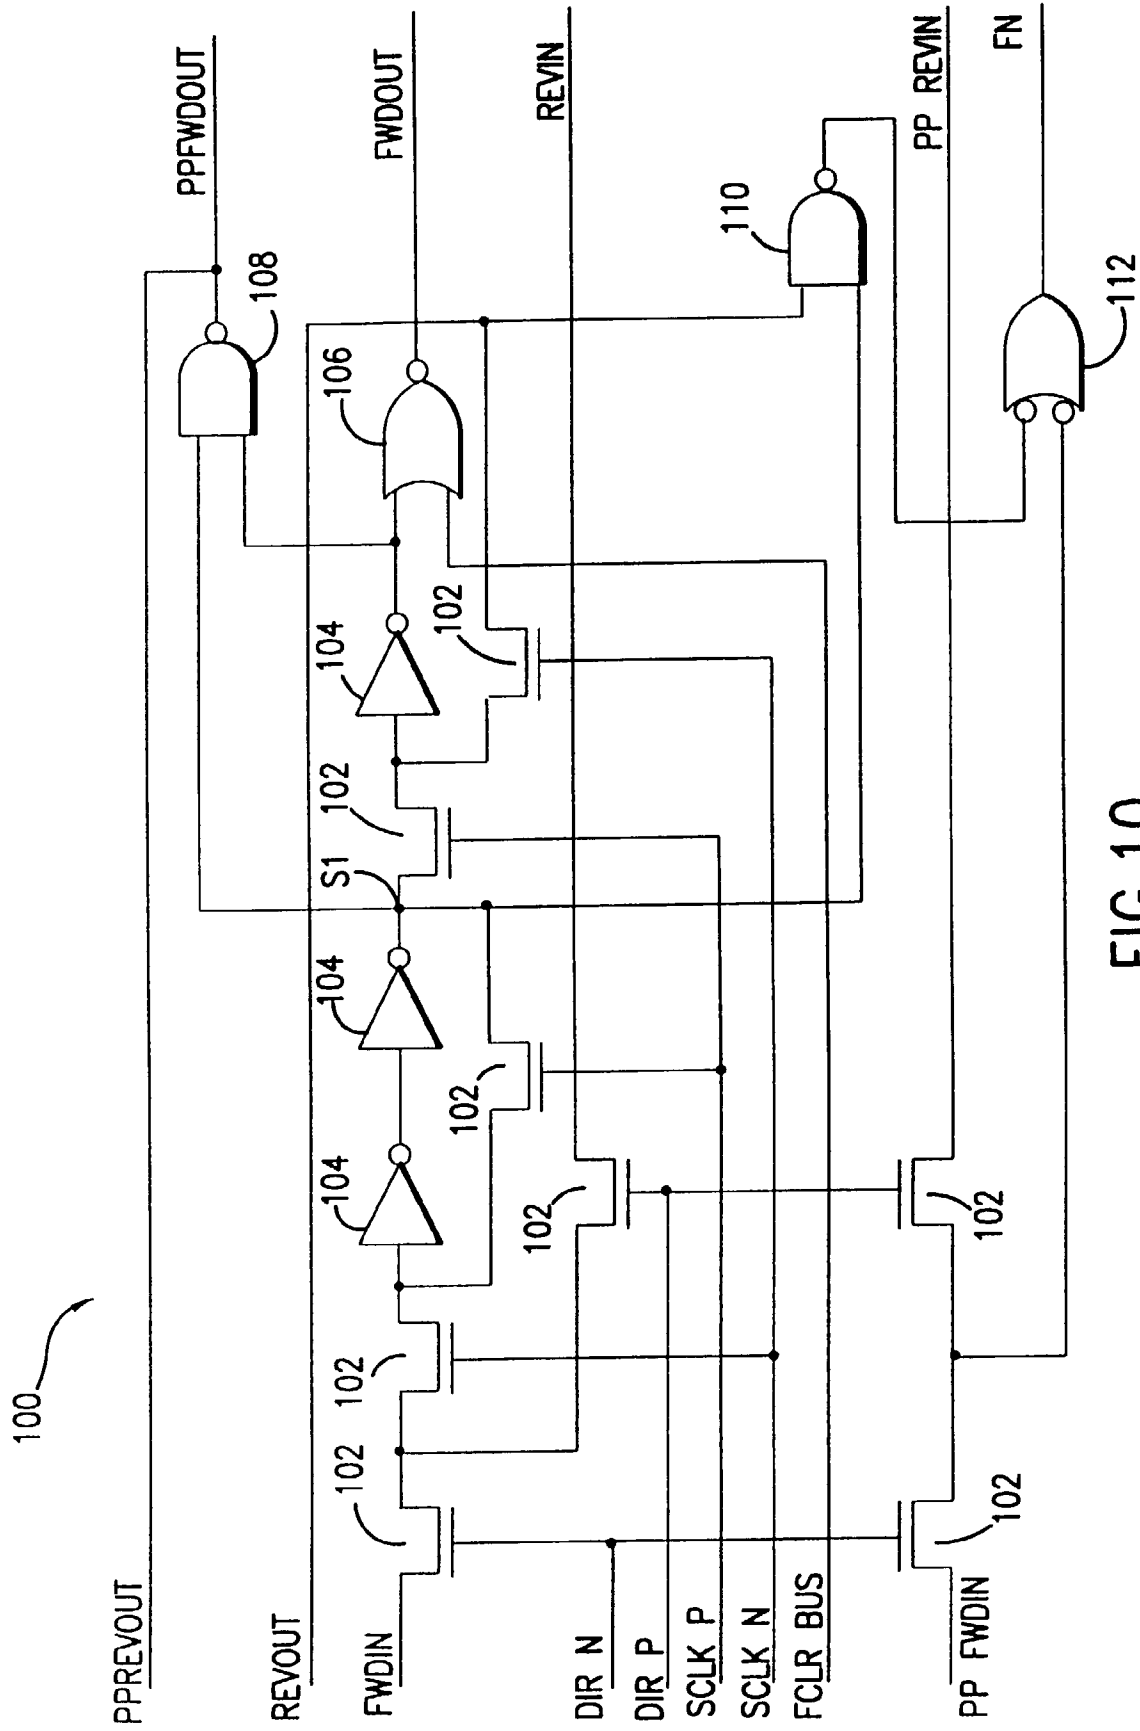 100
PPREVOUT
PPFWDOUT
108
REVOUT
FWDIN
102
102
104
104
S1
102
104
106
FWDOUT
102
102
102
REVIN
DIR N
DIR P
SCLK P
SCLK N
110
FCLR BUS
PP FWDIN
PP REVIN
102
102
FN
112
FIG 10